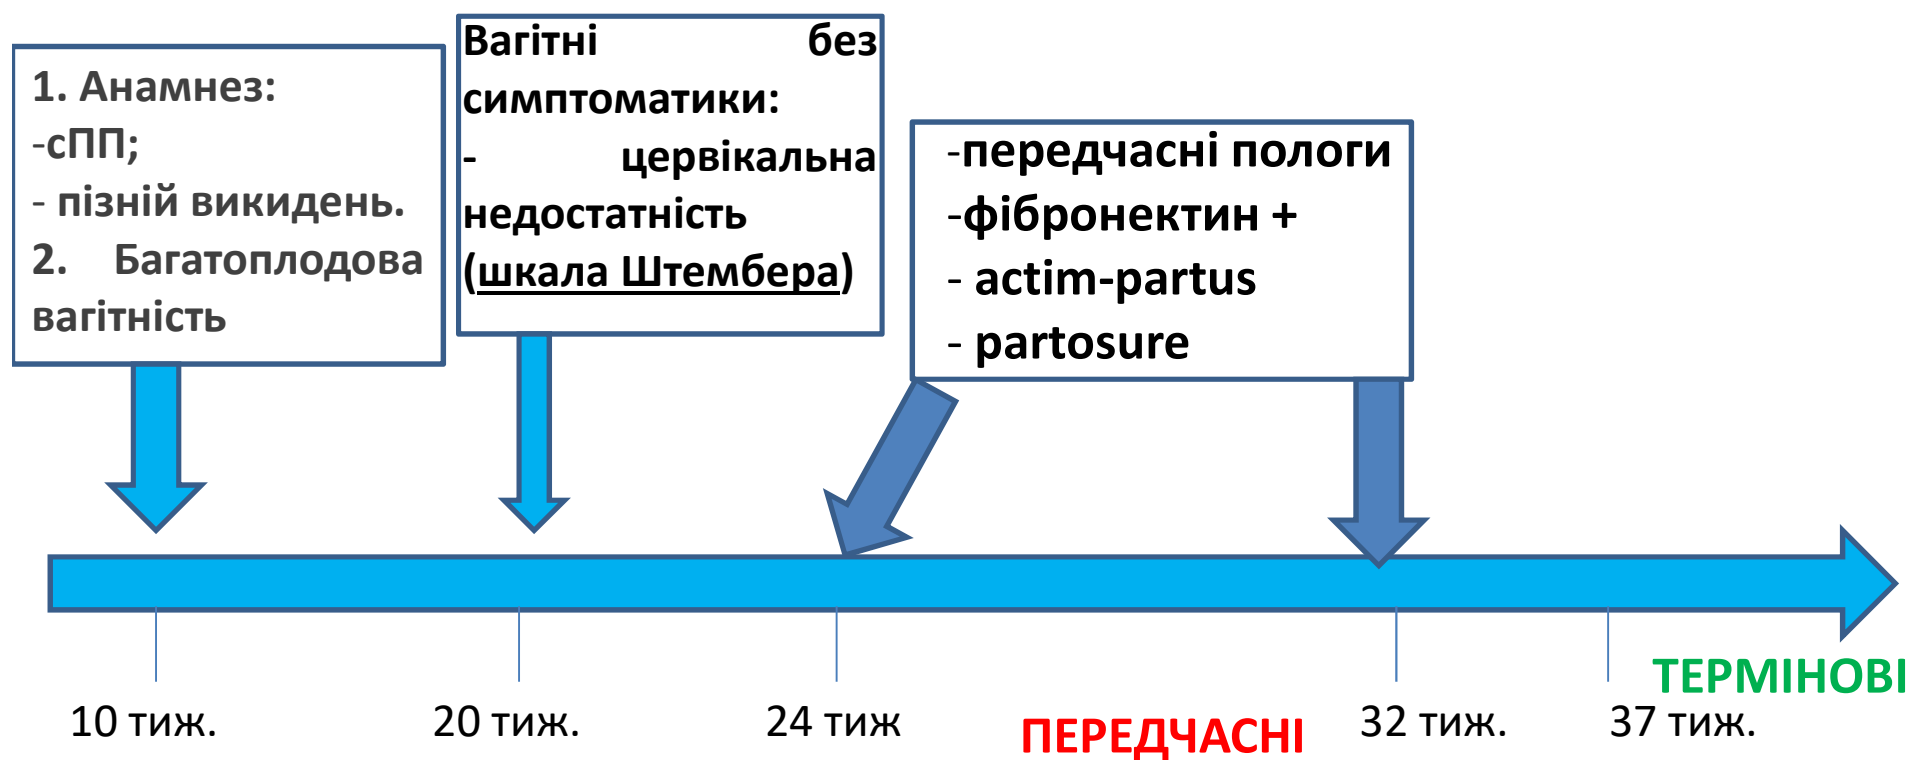 1. Анамнез:
-сПП;
- пізній викидень.
2. Багатоплодова
вагітність
Вагітні без
симптоматики:
- цервікальна
недостатність
(шкала Штембера)
-передчасні пологи
-фібронектин +
- actim-partus
- partosure
10 тиж.
20 тиж.
24 тиж
ПЕРЕДЧАСНІ
32 тиж.
37 тиж.
ТЕРМІНОВІ